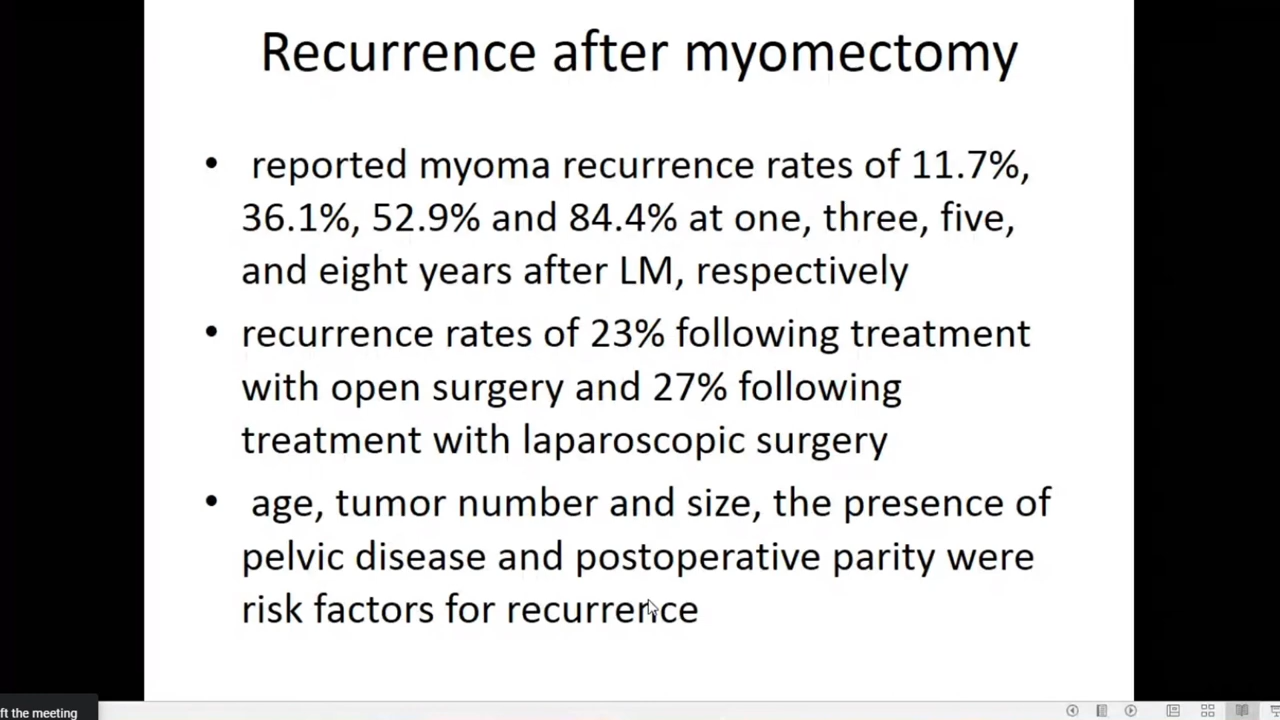 Recurrence after myomectomy
• reported myoma recurrence rates of 11.7%,
36.1%, 52.9% and 84.4% at one, three, five,
and eight years after LM, respectively
• recurrence rates of 23% following treatment
with open surgery and 27% following
treatment with laparoscopic surgery
• age, tumor number and size, the presence of
pelvic disease and postoperative parity were
risk factors for recurrence
ft the meeting